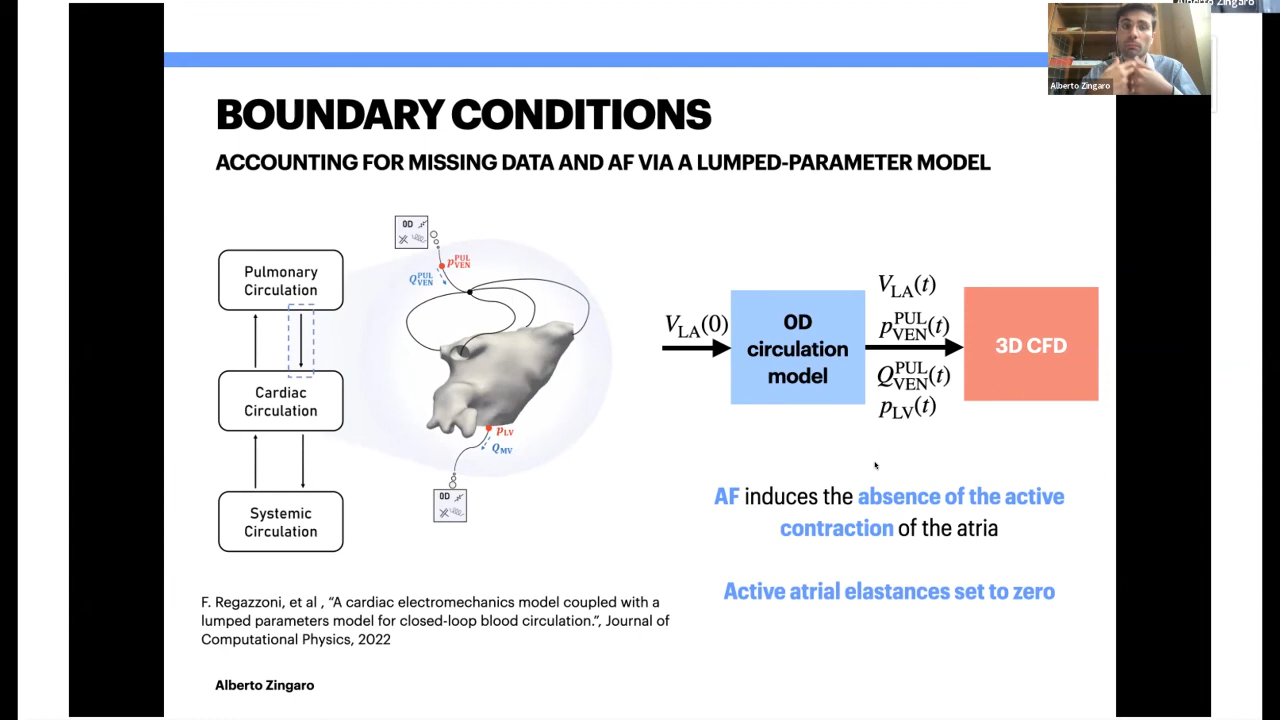 Alberto Zingaro
Alberto Zingaro
BOUNDARY CONDITIONS
ACCOUNTING FOR MISSING DATA AND AF VIA A LUMPED-PARAMETER MODEL
Pulmonary
Circulation
Cardiac
Circulation
Systemic
Circulation
0D
p_VEN^PUL
Q_VEN^PUL
p_LV
Q_MV
0D
V_LA(0)
0D
circulation
model
V_LA(t)
p_VEN^PUL(t)
Q_VEN^PUL(t)
p_LV(t)
3D CFD
AF induces the absence of the active
contraction of the atria
Active atrial elastances set to zero
F. Regazzoni, et al , “A cardiac electromechanics model coupled with a
lumped parameters model for closed-loop blood circulation.”, Journal of
Computational Physics, 2022
Alberto Zingaro